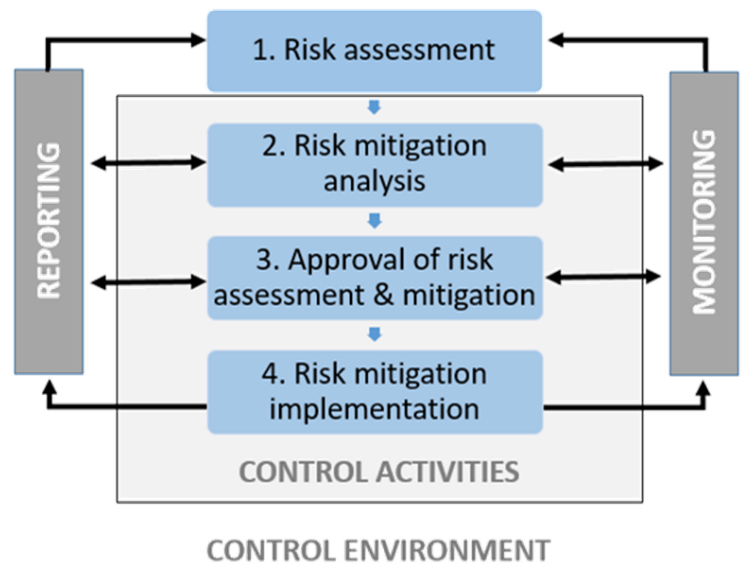 1. Risk assessment
REPORTING
2. Risk mitigation
analysis
MONITORING
3. Approval of risk
assessment & mitigation
4. Risk mitigation
implementation
CONTROL ACTIVITIES
CONTROL ENVIRONMENT